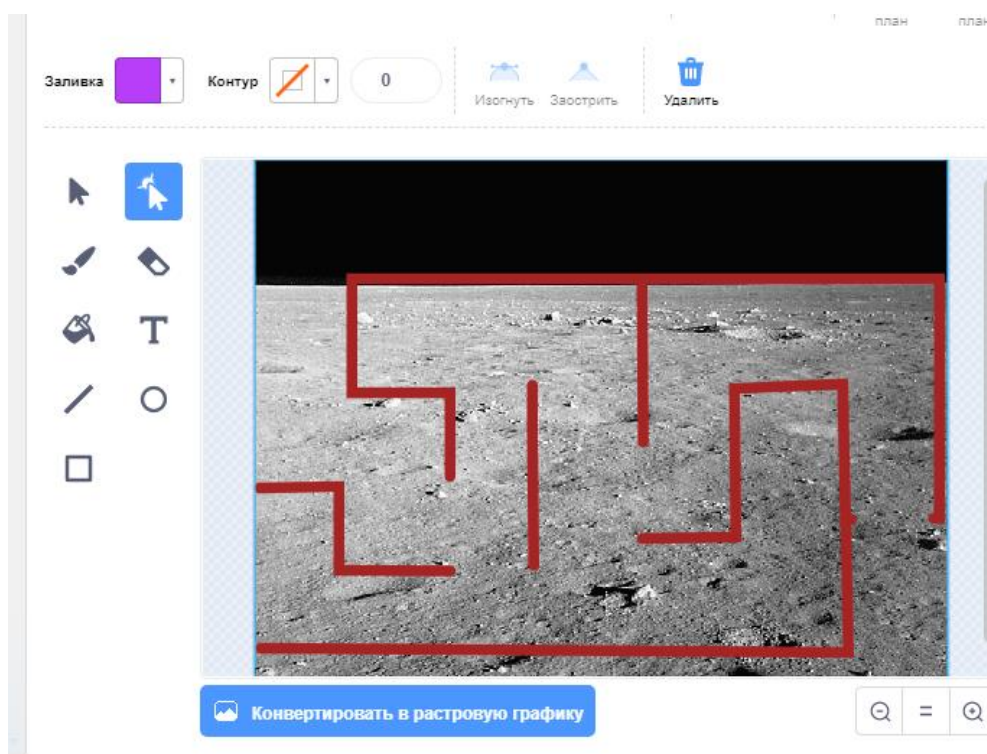 план план
Заливка Контур 0
Изогнуть Заострить Удалить
T
Конвертировать в растровую графику